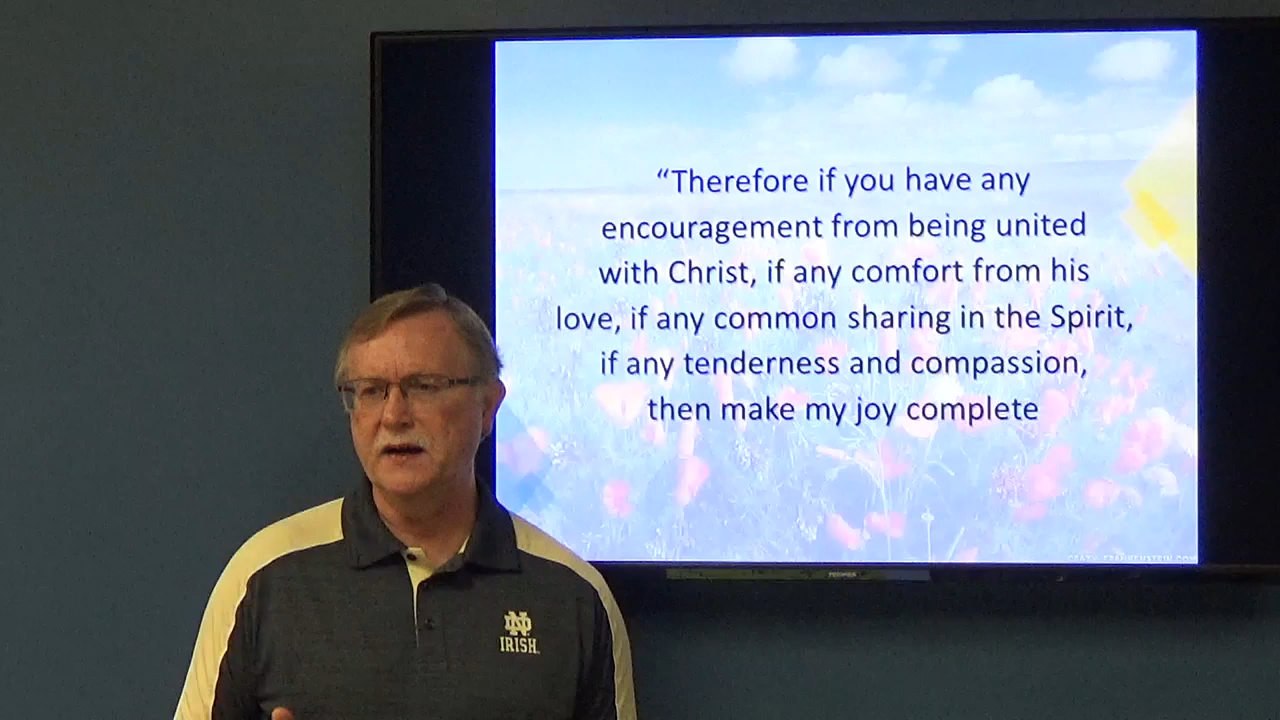 “Therefore if you have any
encouragement from being united
with Christ, if any comfort from his
love, if any common sharing in the Spirit,
if any tenderness and compassion,
then make my joy complete
TOSHIBA
ND
IRISH.